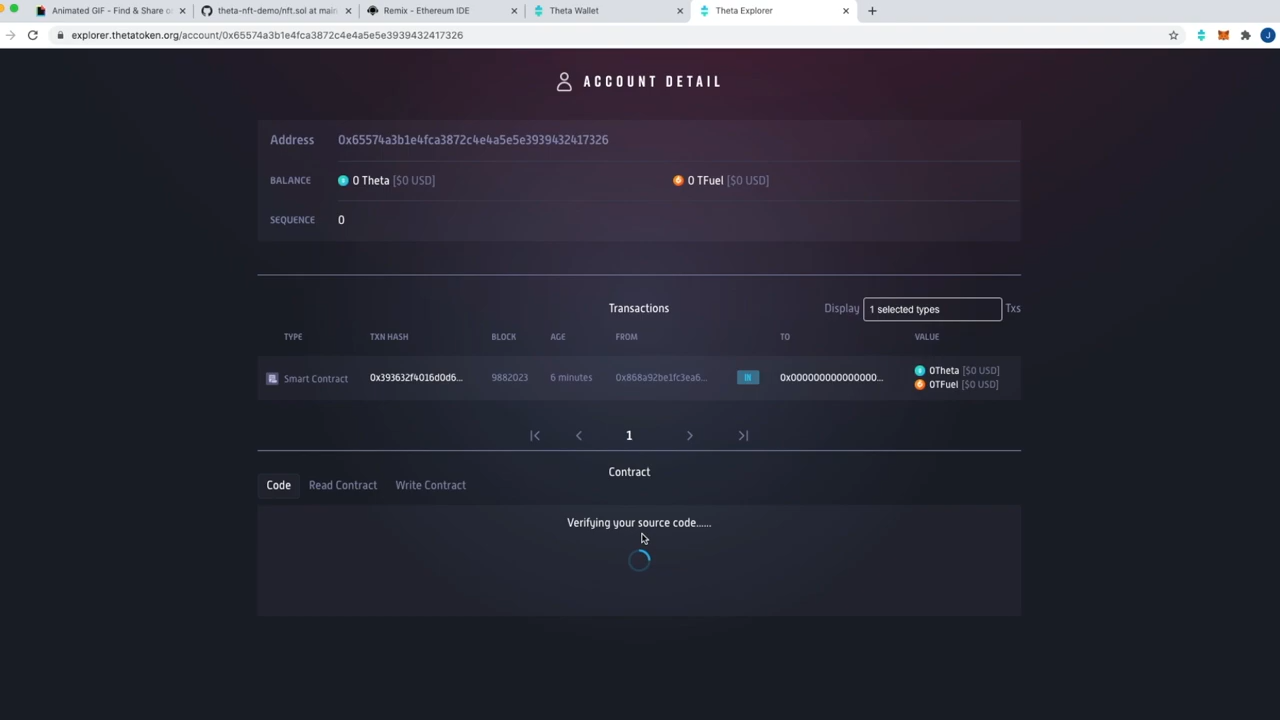 Animated GIF - Find & Share o
theta-nft-demo/nft.sol at main
Remix - Ethereum IDE
Theta Wallet
Theta Explorer
explorer.thetatoken.org/account/0x65574a3b1e4fca3872c4e4a5e5e3939432417326
J
ACCOUNT DETAIL
Address 0x65574a3b1e4fca3872c4e4a5e5e3939432417326
BALANCE 0 Theta [$0 USD] 0 TFuel [$0 USD]
SEQUENCE 0
Transactions
Display 1 selected types Txs
TYPE TXN HASH BLOCK AGE FROM TO VALUE
Smart Contract 0x393632f4016d0d6... 9882023 6 minutes 0x868a92be1fc3ea6... IN 0x000000000000000... 0Theta [$0 USD]
0TFuel [$0 USD]
1
Contract
Code Read Contract Write Contract
Verifying your source code......